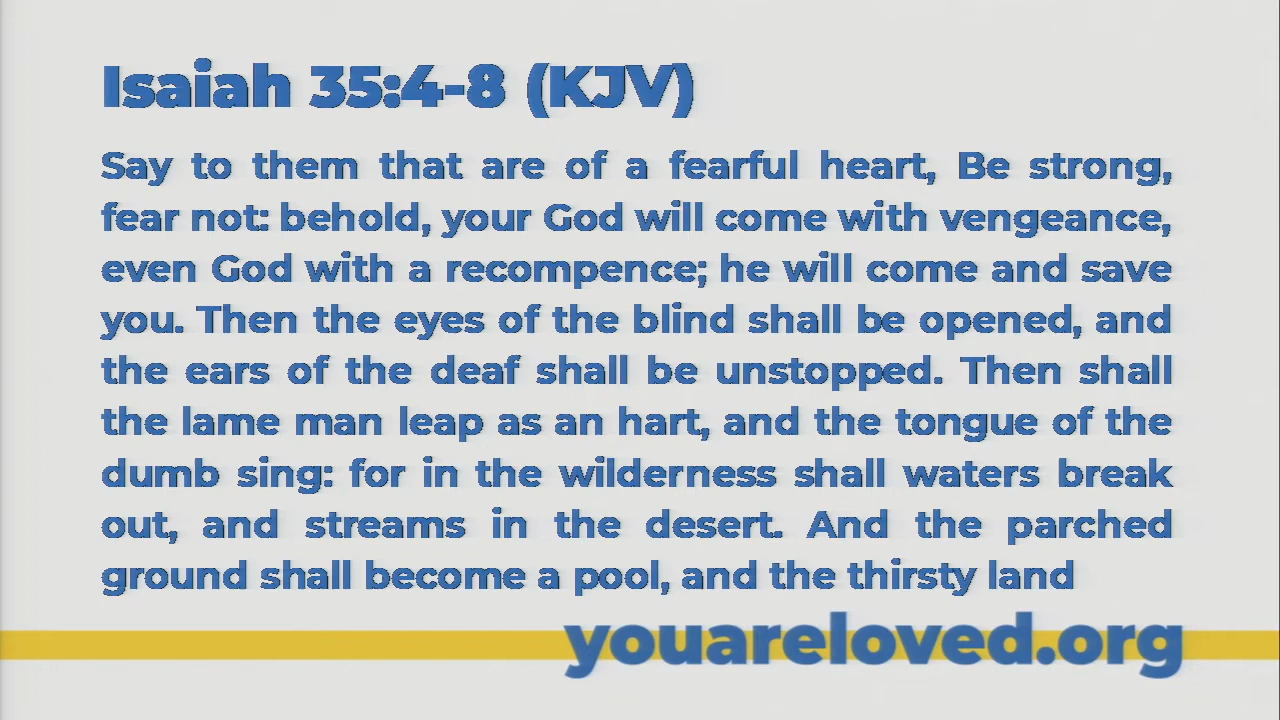 Isaiah 35:4-8 (KJV)
Say to them that are of a fearful heart, Be strong,
fear not: behold, your God will come with vengeance,
even God with a recompence; he will come and save
you. Then the eyes of the blind shall be opened, and
the ears of the deaf shall be unstopped. Then shall
the lame man leap as an hart, and the tongue of the
dumb sing: for in the wilderness shall waters break
out, and streams in the desert. And the parched
ground shall become a pool, and the thirsty land
youareloved.org